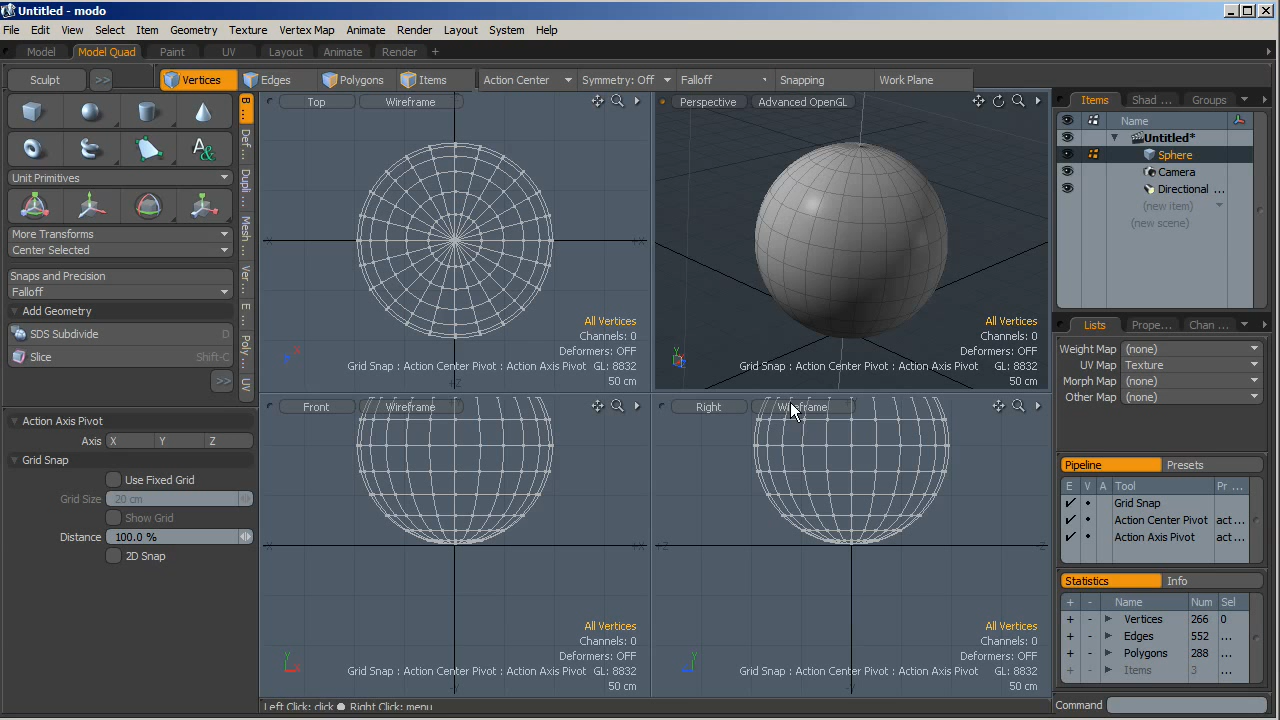 Untitled - modo
File Edit View Select Item Geometry Texture Vertex Map Animate Render Layout System Help
Model Model Quad Paint UV Layout Animate Render +
Sculpt >> Vertices Edges Polygons Items Action Center Symmetry: Off Falloff Snapping Work Plane
B ...
Def ...
Dupli ...
Mesh ...
Ver ...
E ...
Poly ...
UV
Unit Primitives
More Transforms
Center Selected
Snaps and Precision
Falloff
Add Geometry
SDS Subdivide D
Slice Shift-C
>>
Action Axis Pivot
Axis X Y Z
Grid Snap
Use Fixed Grid
Grid Size 20 cm
Show Grid
Distance 100.0 %
2D Snap
Top Wireframe
-X +X
+Z
All Vertices
Channels: 0
Deformers: OFF
Grid Snap : Action Center Pivot : Action Axis Pivot GL: 8832
50 cm
Perspective Advanced OpenGL
All Vertices
Channels: 0
Deformers: OFF
Grid Snap : Action Center Pivot : Action Axis Pivot GL: 8832
50 cm
Front Wireframe
-X +X
All Vertices
Channels: 0
Deformers: OFF
Grid Snap : Action Center Pivot : Action Axis Pivot GL: 8832
50 cm
-Y
Right Wireframe
+Z -Z
All Vertices
Channels: 0
Deformers: OFF
Grid Snap : Action Center Pivot : Action Axis Pivot GL: 8832
50 cm
-Y
Left Click: click ● Right Click: menu
Items Shad ... Groups
Name
Untitled*
Sphere
Camera
Directional ...
(new item)
(new scene)
Lists Prope... Chan ...
Weight Map (none)
UV Map Texture
Morph Map (none)
Other Map (none)
Pipeline Presets
E V A Tool Pr ...
Grid Snap
Action Center Pivot act ...
Action Axis Pivot act ...
Statistics Info
+ - Name Num Sel
+ - Vertices 266 0
+ - Edges 552 ...
+ - Polygons 288 ...
+ - Items 3 ...
Command